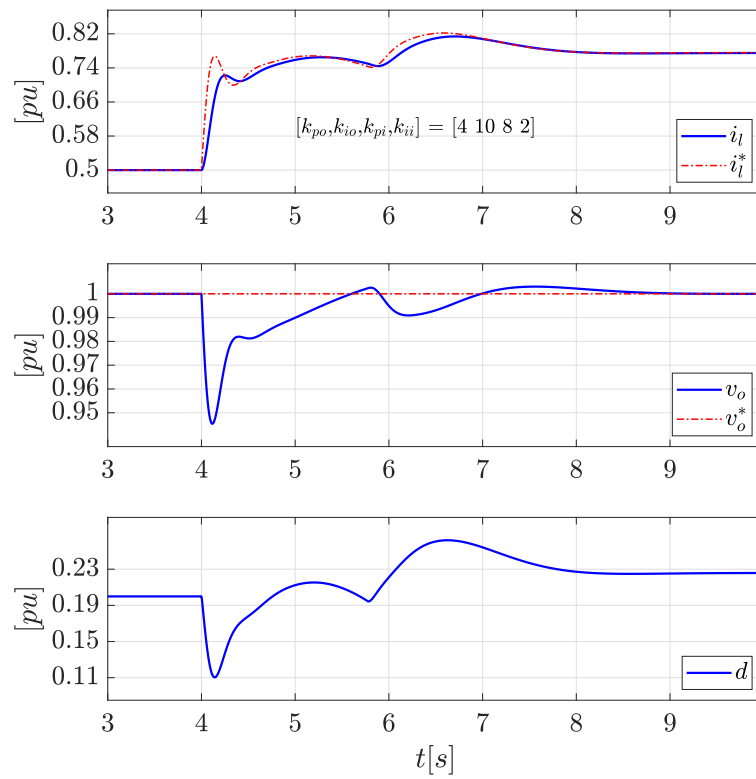 0.82
0.74
0.66
0.58
0.5
[pu]
[k_po,k_io,k_pi,k_ii] = [4 10 8 2]
i_l
i_l^*
3 4 5 6 7 8 9
1
0.99
0.98
0.97
0.96
0.95
[pu]
v_o
v_o^*
3 4 5 6 7 8 9
0.23
0.19
0.15
0.11
[pu]
d
3 4 5 6 7 8 9
t[s]